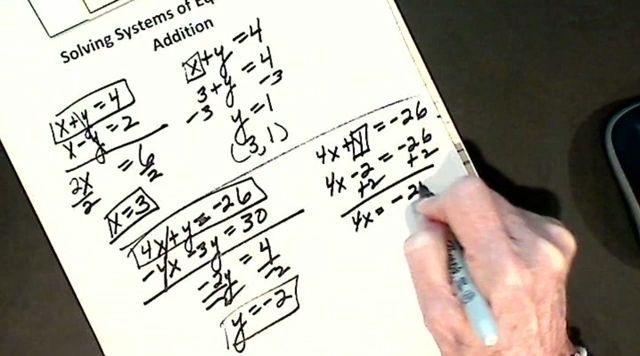 Solving Systems of Eq
Addition
x+y=4
x-y=2
2x = 6
2 2
x=3
x+y=4
3+y=4
-3 -3
y=1
(3,1)
4x+y=-26
-4x-3y=30
-2y = 4
-2 -2
y=-2
4x+y=-26
4x-2=-26
+2 +2
4x=-24